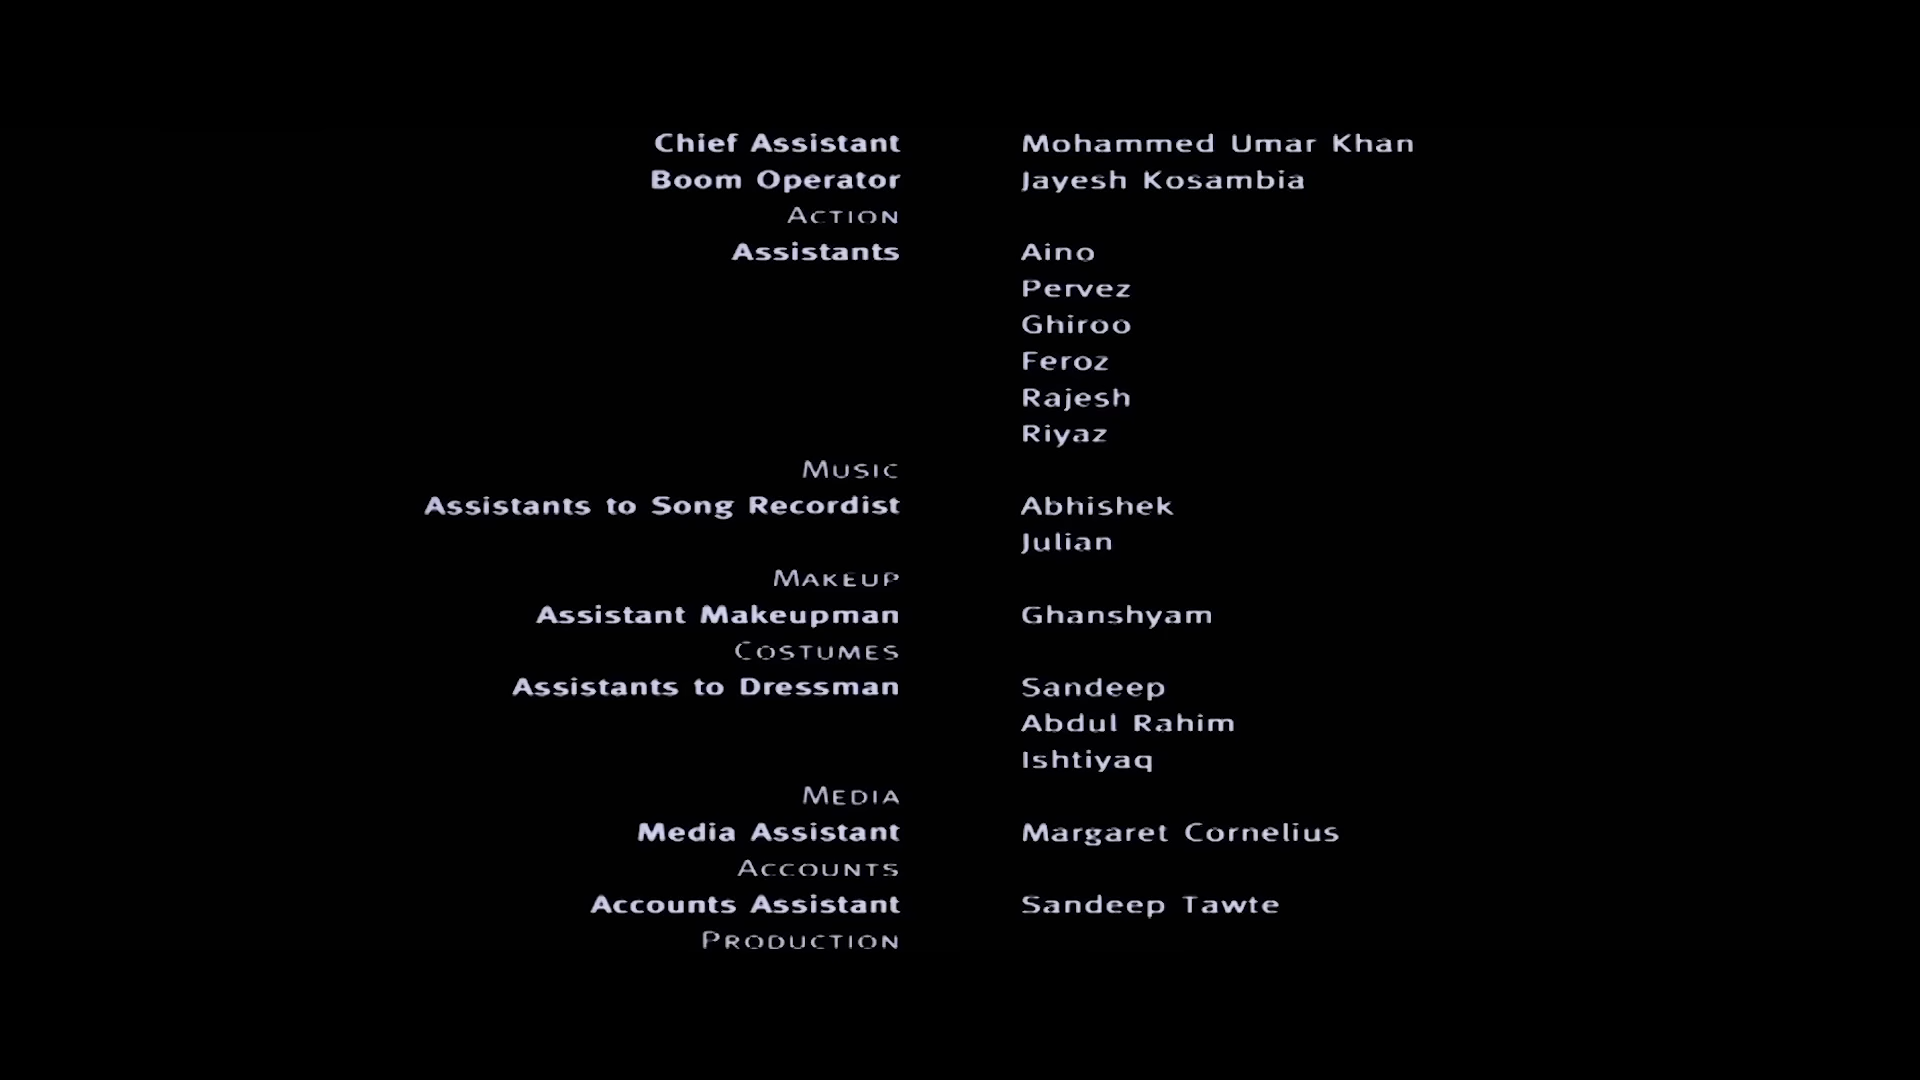 Chief Assistant Mohammed Umar Khan
Boom Operator Jayesh Kosambia
ACTION
Assistants Aino
Pervez
Ghiroo
Feroz
Rajesh
Riyaz
MUSIC
Assistants to Song Recordist Abhishek
Julian
MAKEUP
Assistant Makeupman Ghanshyam
COSTUMES
Assistants to Dressman Sandeep
Abdul Rahim
Ishtiyaq
MEDIA
Media Assistant Margaret Cornelius
ACCOUNTS
Accounts Assistant Sandeep Tawte
PRODUCTION